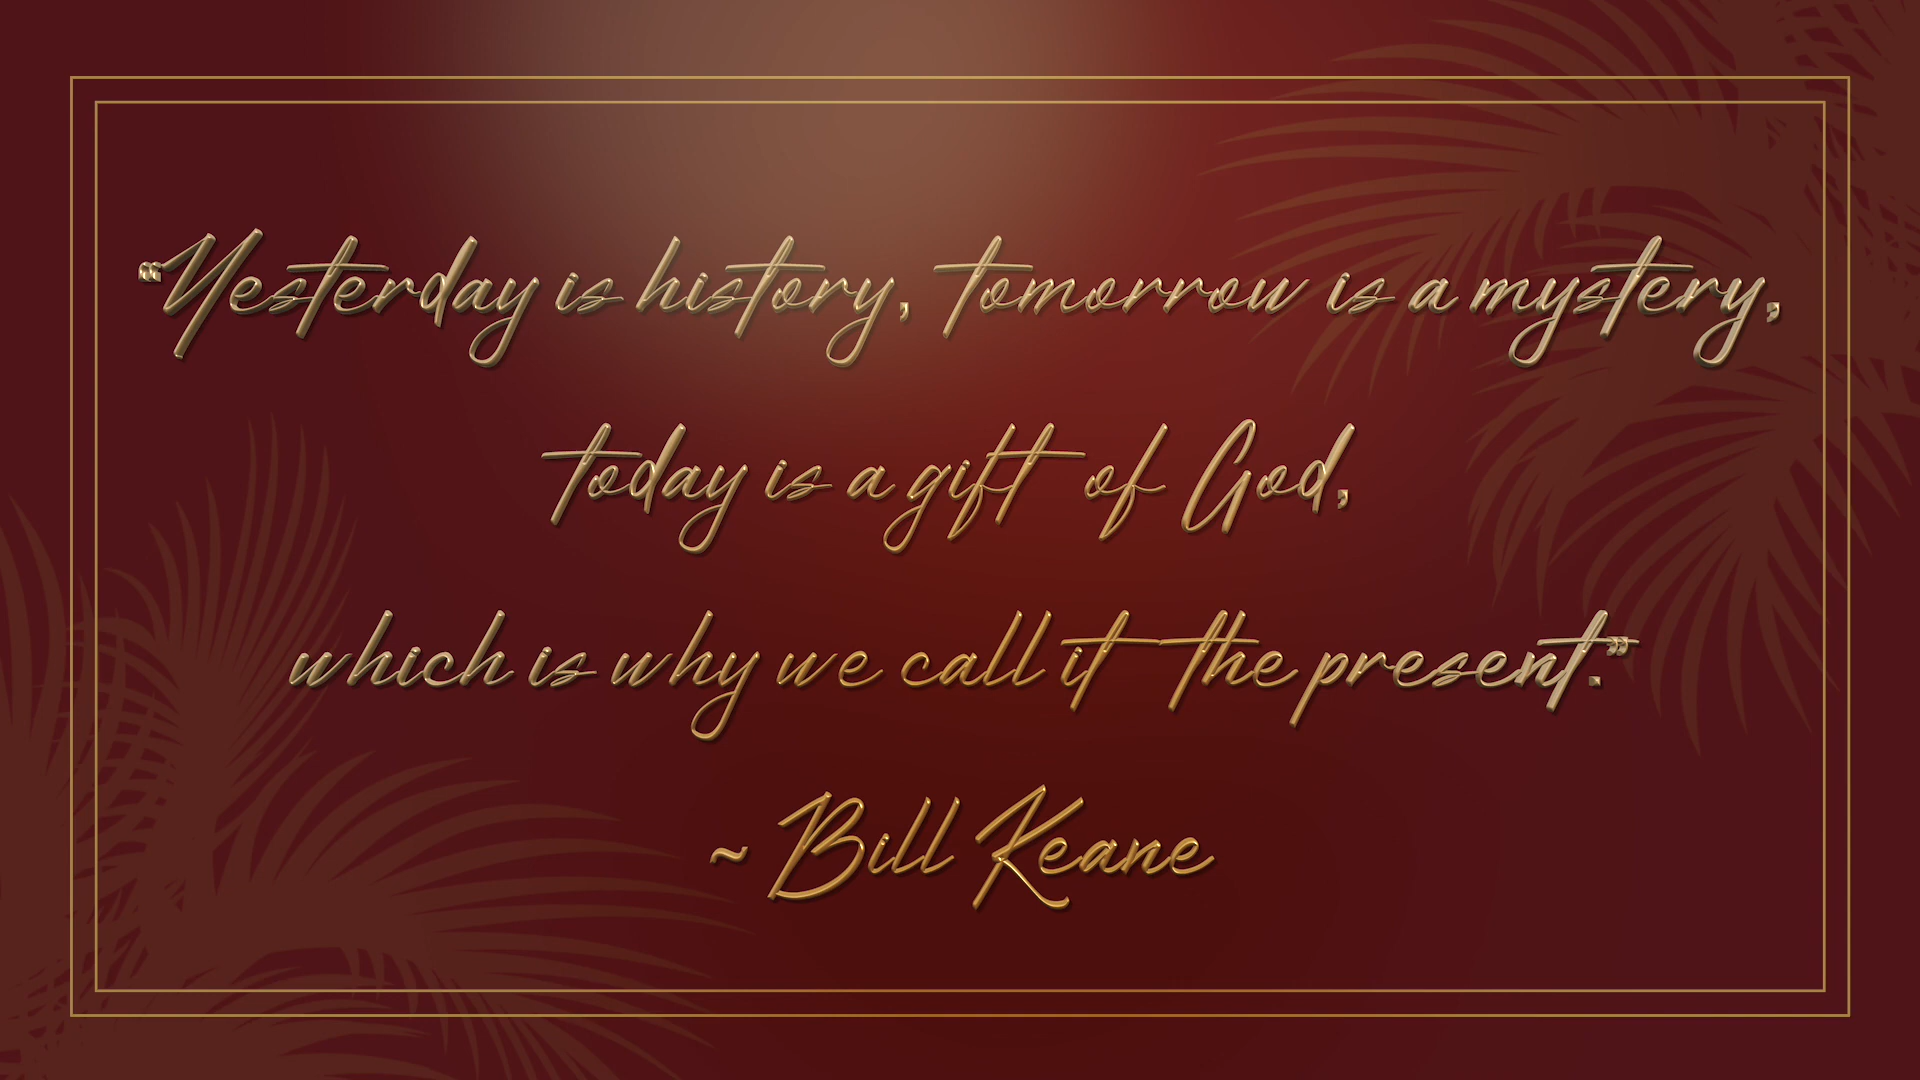 “Yesterday is history, tomorrow is a mystery,
today is a gift of God,
which is why we call it the present.”
~ Bill Keane